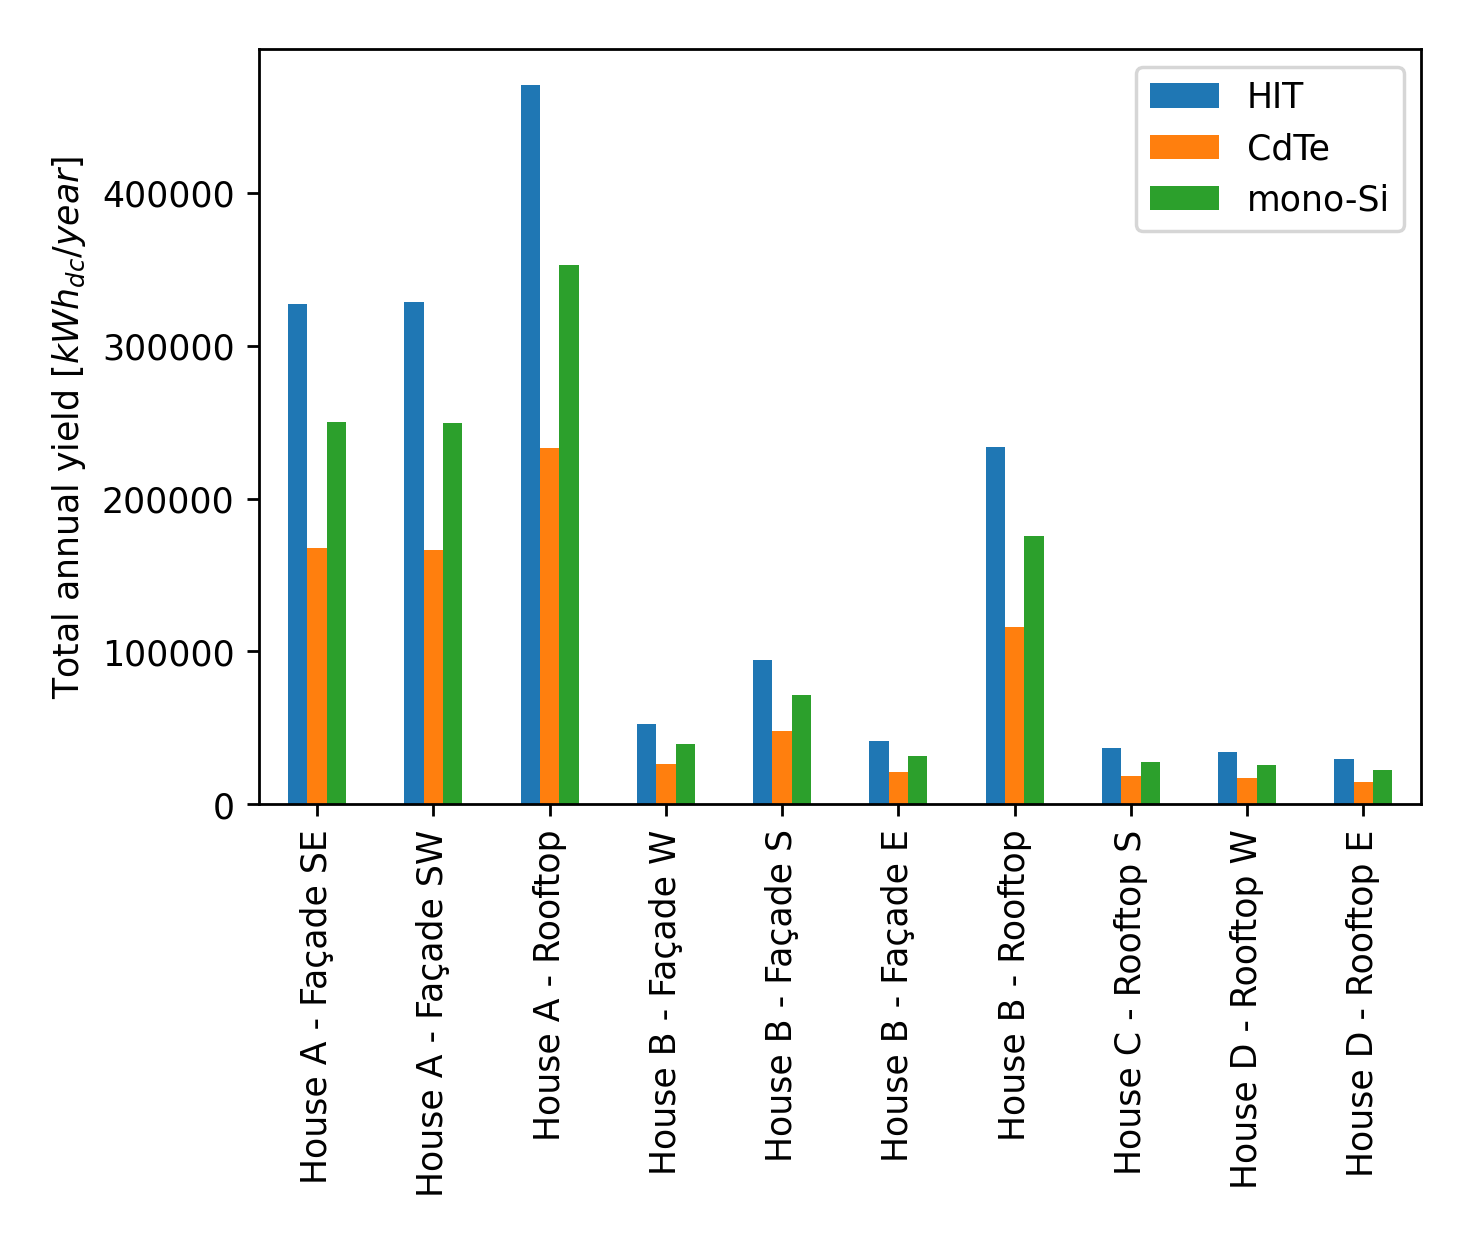 Total annual yield [kWh_dc/year]
400000
300000
200000
100000
0
HIT
CdTe
mono-Si
House A - Façade SE
House A - Façade SW
House A - Rooftop
House B - Façade W
House B - Façade S
House B - Façade E
House B - Rooftop
House C - Rooftop S
House D - Rooftop W
House D - Rooftop E